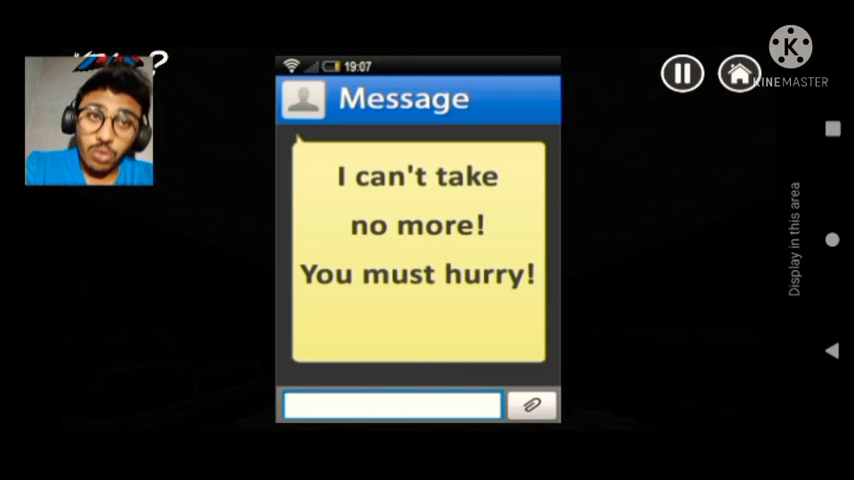 ?
19:07
Message
I can't take
no more!
You must hurry!
K
KINEMASTER
Display in this area